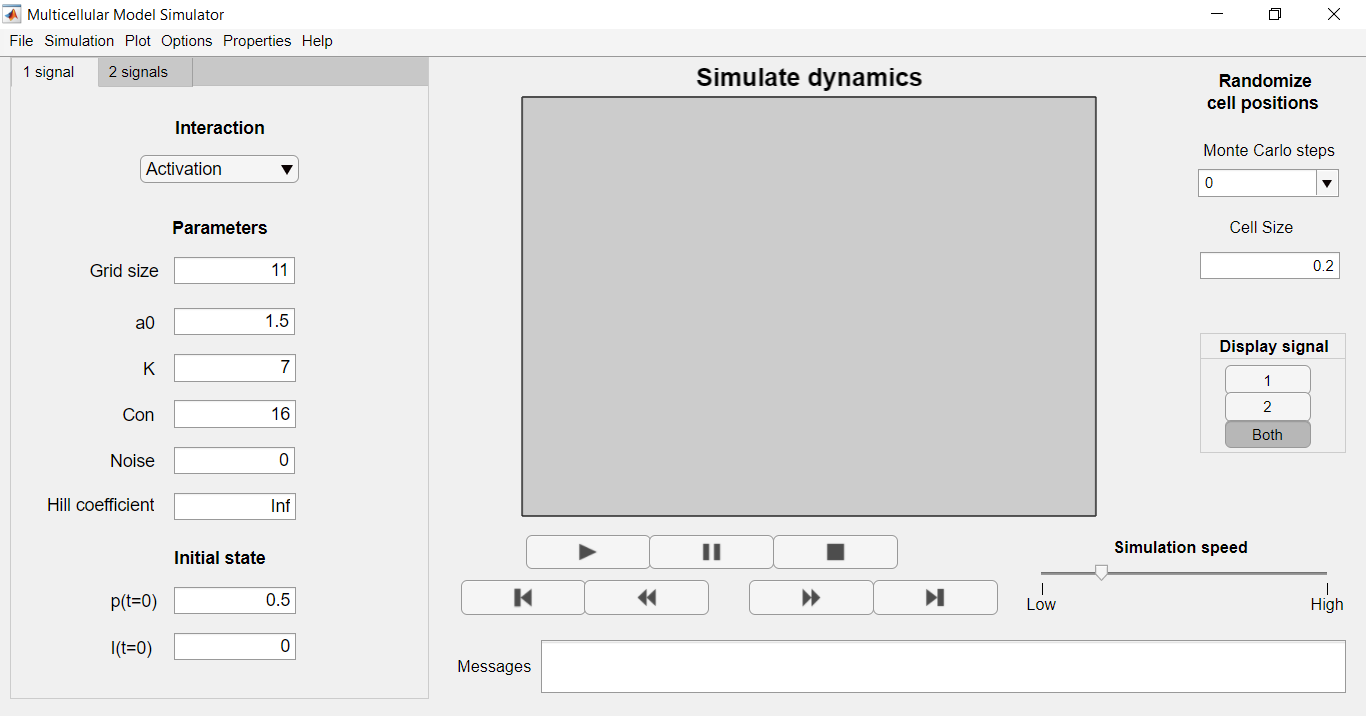 Multicellular Model Simulator
File Simulation Plot Options Properties Help
1 signal 2 signals
Interaction
Activation
Parameters
Grid size 11
a0 1.5
K 7
Con 16
Noise 0
Hill coefficient Inf
Initial state
p(t=0) 0.5
I(t=0) 0
Simulate dynamics
Randomize
cell positions
Monte Carlo steps
0
Cell Size
0.2
Display signal
1
2
Both
Simulation speed
Low High
Messages